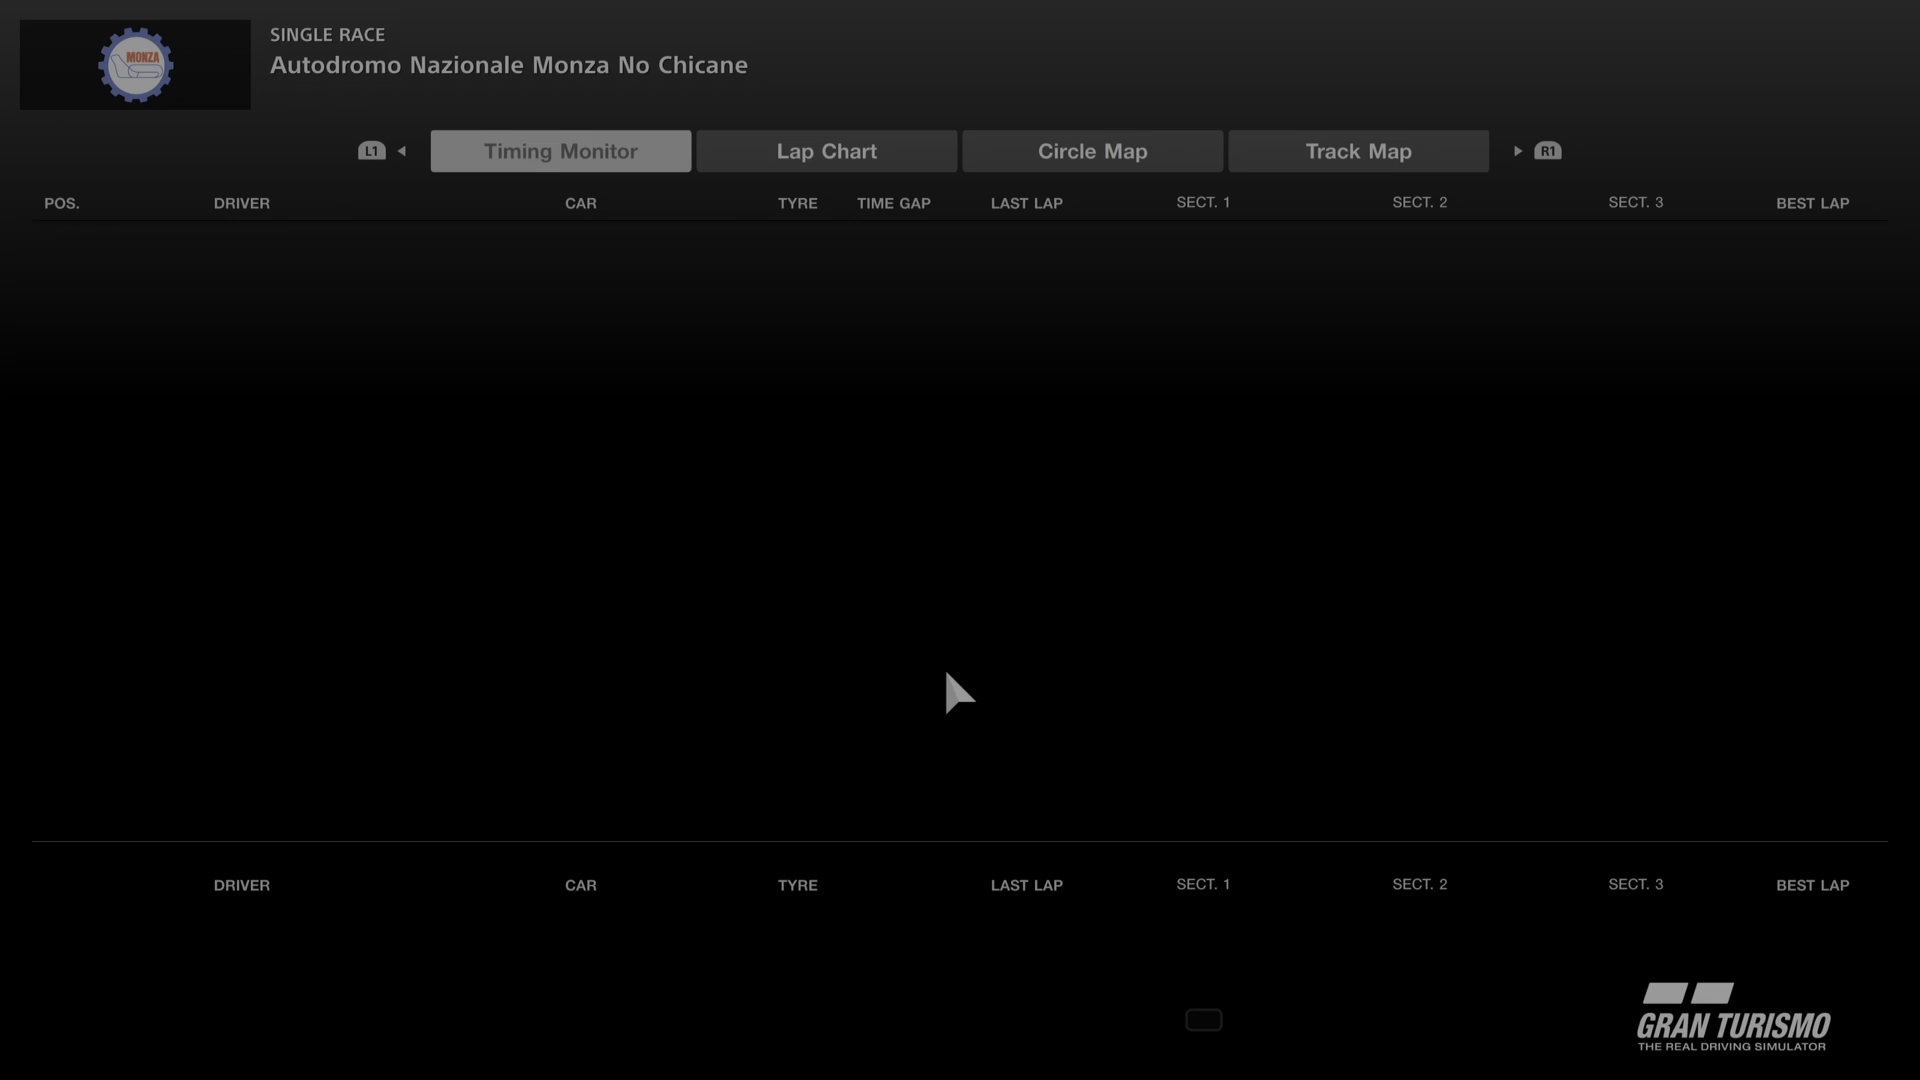 MONZA
SINGLE RACE
Autodromo Nazionale Monza No Chicane
L1 Timing Monitor Lap Chart Circle Map Track Map R1
POS. DRIVER CAR TYRE TIME GAP LAST LAP SECT. 1 SECT. 2 SECT. 3 BEST LAP
DRIVER CAR TYRE LAST LAP SECT. 1 SECT. 2 SECT. 3 BEST LAP
GRAN TURISMO
THE REAL DRIVING SIMULATOR